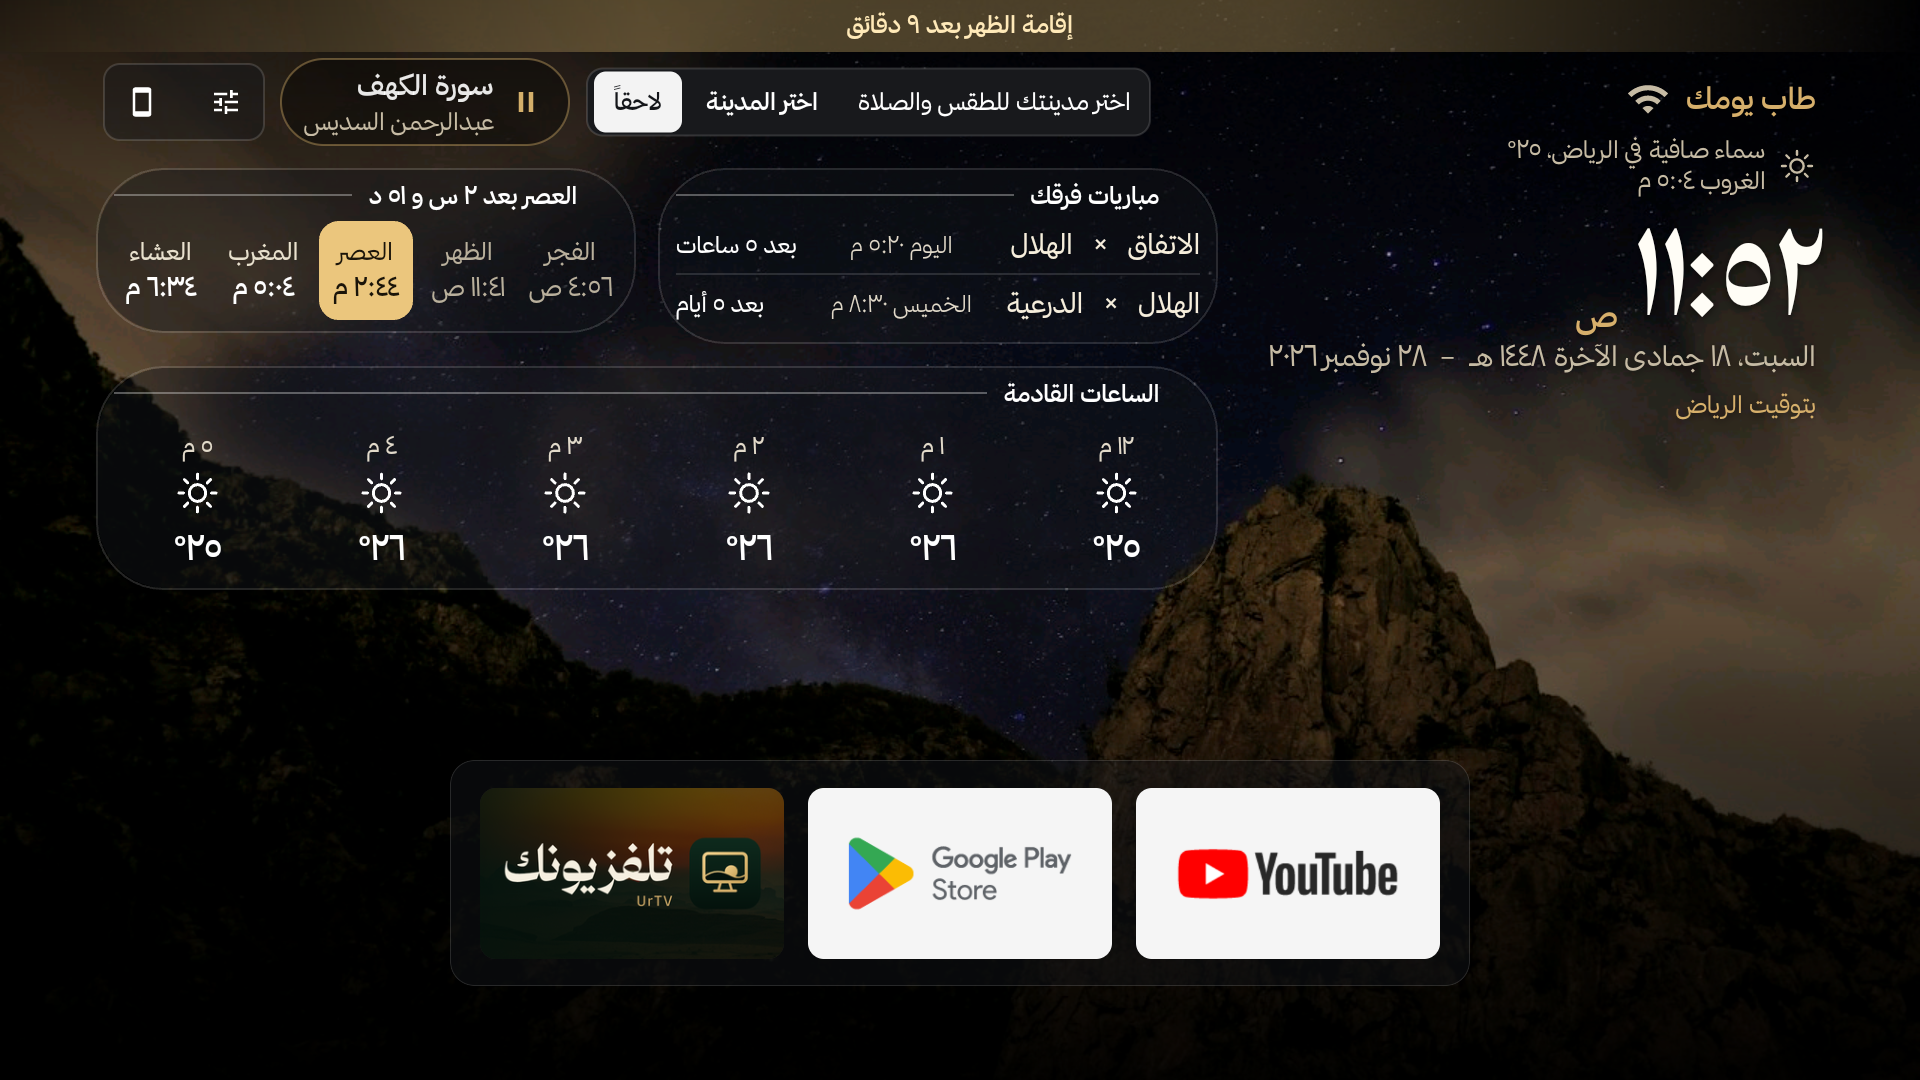 إقامة الظهر بعد ٩ دقائق
طاب يومك
سماء صافية في الرياض، ٢٥°
الغروب ٥:٠٤ م
١١:٥٢ ص
السبت، ١٨ جمادى الآخرة ١٤٤٨ هـ – ٢٨ نوفمبر ٢٠٢٦
بتوقيت الرياض
اختر مدينتك للطقس والصلاة اختر المدينة لاحقاً
سورة الكهف
عبدالرحمن السديس
مباريات فرقك
الاتفاق × الهلال اليوم ٥:٢٠ م بعد ٥ ساعات
الهلال × الدرعية الخميس ٨:٣٠ م بعد ٥ أيام
العصر بعد ٢ س و ٥١ د
الفجر الظهر العصر المغرب العشاء
٤:٥٦ ص ١١:٤١ ص ٢:٤٤ م ٥:٠٤ م ٦:٣٤ م
الساعات القادمة
١٢ م ١ م ٢ م ٣ م ٤ م ٥ م
٢٥° ٢٦° ٢٦° ٢٦° ٢٦° ٢٥°
YouTube
Google Play
Store
تلفزيونك
UrTV